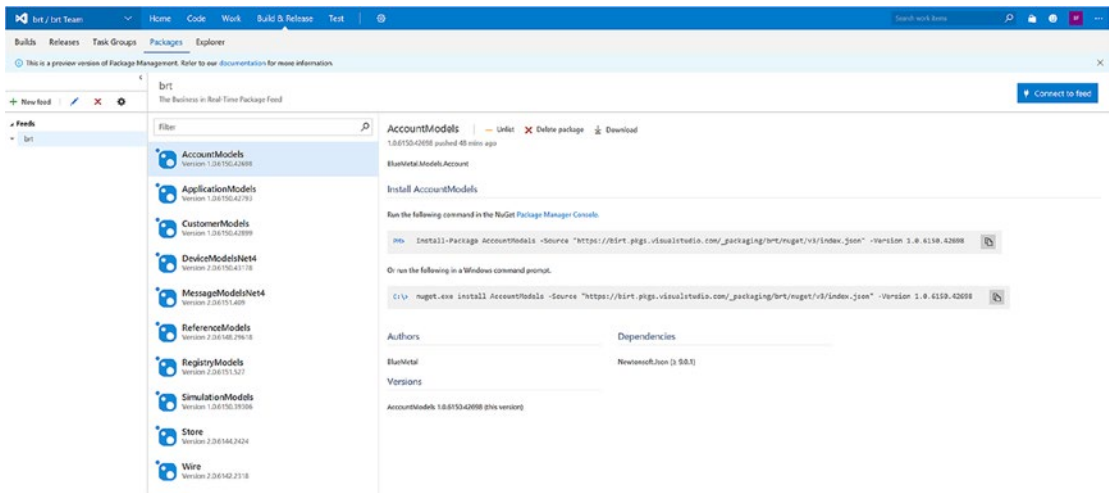 brt / brt Team Home Code Work Build & Release Test Search work items
Builds Releases Task Groups Packages Explorer
This is a preview version of Package Management. Refer to our documentation for more information.
brt
The Business in Real-Time Package Feed
Connect to feed
+ New feed
Feeds
brt
Filter
AccountModels
Version 1.0.6150.42698
ApplicationModels
Version 1.0.6150.42793
CustomerModels
Version 1.0.6150.42899
DeviceModelsNet4
Version 2.0.6150.43178
MessageModelsNet4
Version 2.0.6151.409
ReferenceModels
Version 2.0.6148.29618
RegistryModels
Version 2.0.6151.527
SimulationModels
Version 1.0.6150.39306
Store
Version 2.0.6144.2424
Wire
Version 2.0.6142.2318
AccountModels Unlist Delete package Download
1.0.6150.42698 pushed 48 mins ago
BlueMetal.Models.Account
Install AccountModels
Run the following command in the NuGet Package Manager Console.
PM> Install-Package AccountModels -Source "https://birt.pkgs.visualstudio.com/_packaging/brt/nuget/v3/index.json" -Version 1.0.6150.42698
Or run the following in a Windows command prompt.
C:\> nuget.exe install AccountModels -Source "https://birt.pkgs.visualstudio.com/_packaging/brt/nuget/v3/index.json" -Version 1.0.6150.42698
Authors
BlueMetal
Dependencies
Newtonsoft.Json (≥ 9.0.1)
Versions
AccountModels 1.0.6150.42698 (this version)